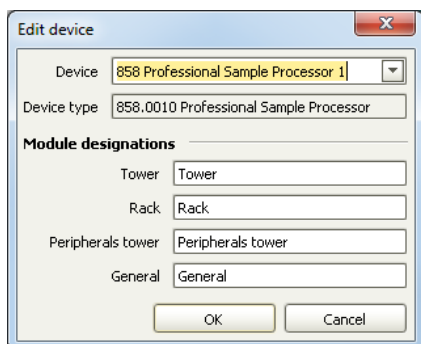 Edit device
Device 858 Professional Sample Processor 1
Device type 858.0010 Professional Sample Processor
Module designations
Tower Tower
Rack Rack
Peripherals tower Peripherals tower
General General
OK Cancel